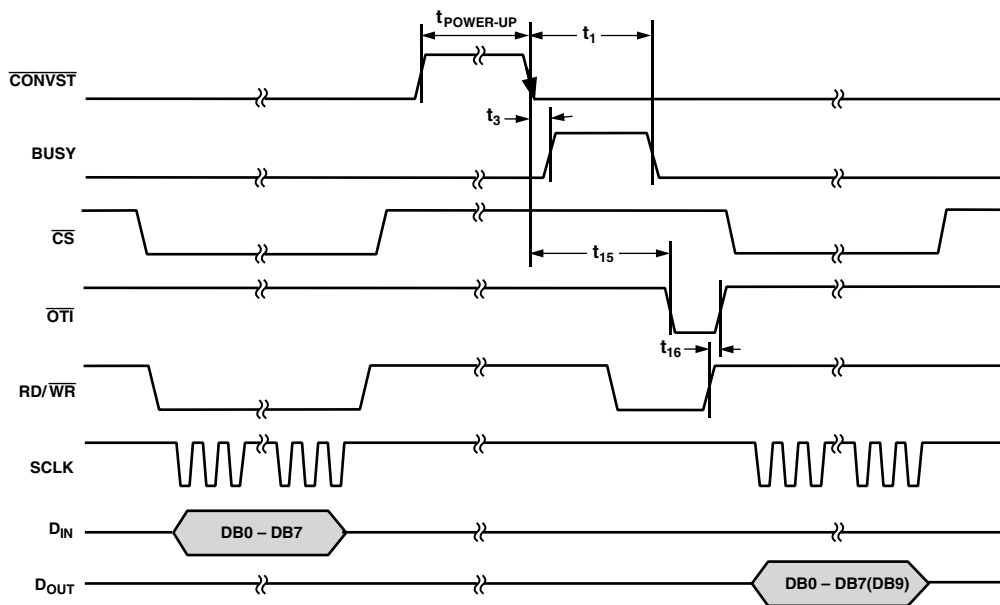 tPOWER-UP
t1
CONVST
t3
BUSY
CS
t15
OTI
t16
RD/WR
SCLK
DIN
DB0 – DB7
DOUT
DB0 – DB7(DB9)